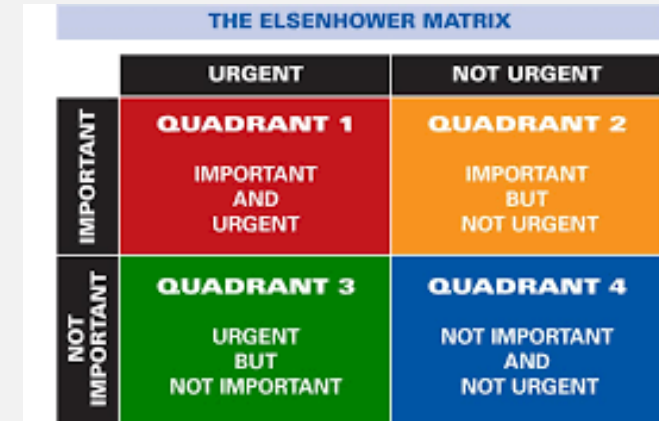 THE ELSENHOWER MATRIX
URGENT
NOT URGENT
IMPORTANT
QUADRANT 1
IMPORTANT
AND
URGENT
QUADRANT 2
IMPORTANT
BUT
NOT URGENT
NOT
IMPORTANT
QUADRANT 3
URGENT
BUT
NOT IMPORTANT
QUADRANT 4
NOT IMPORTANT
AND
NOT URGENT